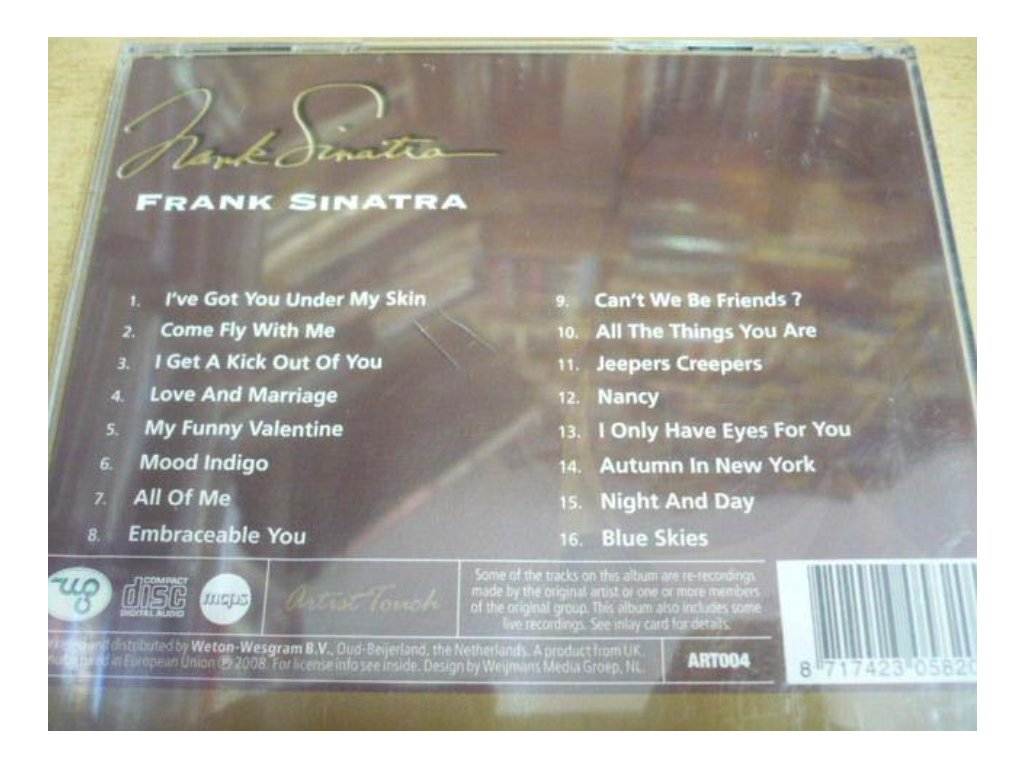 Frank Sinatra
FRANK SINATRA
1. I've Got You Under My Skin
2. Come Fly With Me
3. I Get A Kick Out Of You
4. Love And Marriage
5. My Funny Valentine
6. Mood Indigo
7. All Of Me
8. Embraceable You
9. Can't We Be Friends ?
10. All The Things You Are
11. Jeepers Creepers
12. Nancy
13. I Only Have Eyes For You
14. Autumn In New York
15. Night And Day
16. Blue Skies
COMPACT
disc
DIGITAL AUDIO
mcps
Artist Touch
Some of the tracks on this album are re-recordings
made by the original artist or one or more members
of the original group. This album also includes some
live recordings. See inlay card for details.
and distributed by Weton-Wesgram B.V., Oud-Beijerland, the Netherlands. A product from UK.
in European Union ℗ 2008. For license info see inside. Design by Weijmans Media Groep, NL.
ART004
8 717423 05820